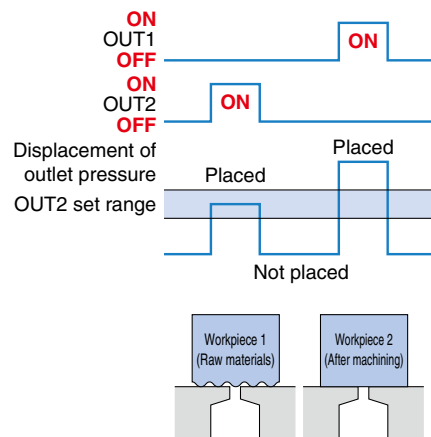 ON
OUT1
OFF
ON
ON
OUT2
OFF
ON
Displacement of
outlet pressure
Placed
Placed
OUT2 set range
Not placed
Workpiece 1
(Raw materials)
Workpiece 2
(After machining)